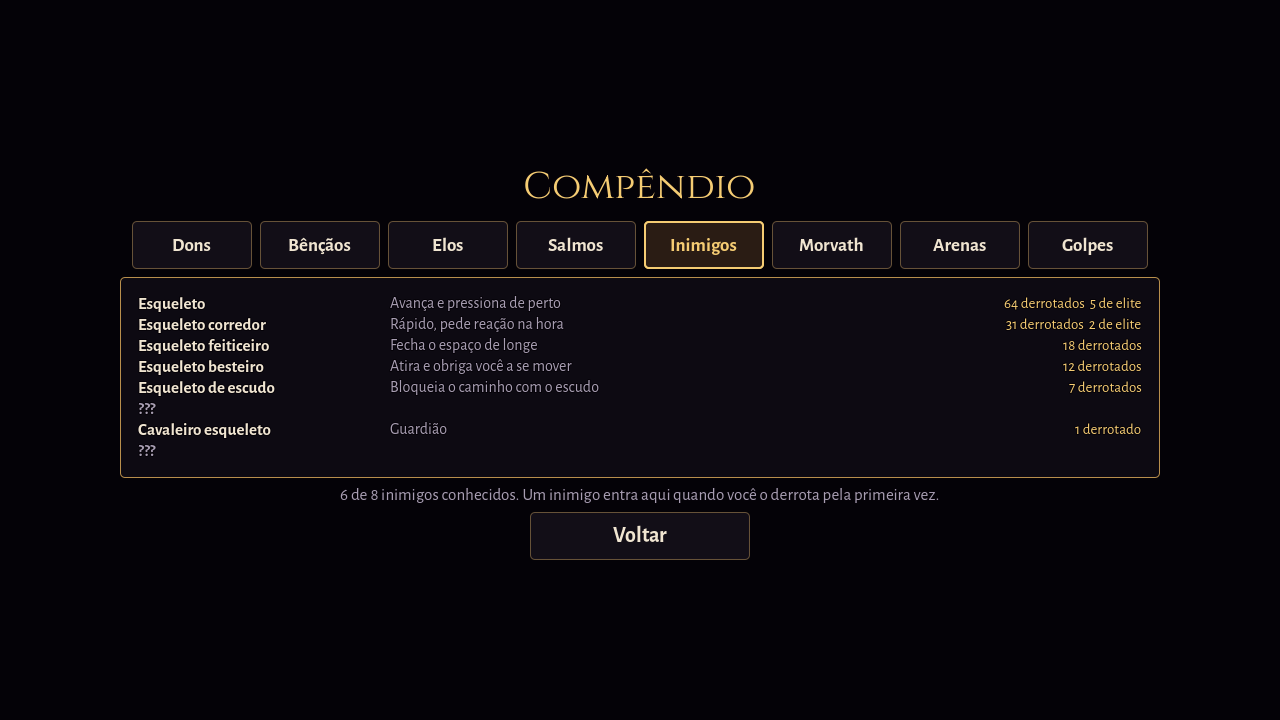 Compêndio
Dons Bênçãos Elos Salmos Inimigos Morvath Arenas Golpes
Esqueleto Avança e pressiona de perto 64 derrotados 5 de elite
Esqueleto corredor Rápido, pede reação na hora 31 derrotados 2 de elite
Esqueleto feiticeiro Fecha o espaço de longe 18 derrotados
Esqueleto besteiro Atira e obriga você a se mover 12 derrotados
Esqueleto de escudo Bloqueia o caminho com o escudo 7 derrotados
???
Cavaleiro esqueleto Guardião 1 derrotado
???
6 de 8 inimigos conhecidos. Um inimigo entra aqui quando você o derrota pela primeira vez.
Voltar